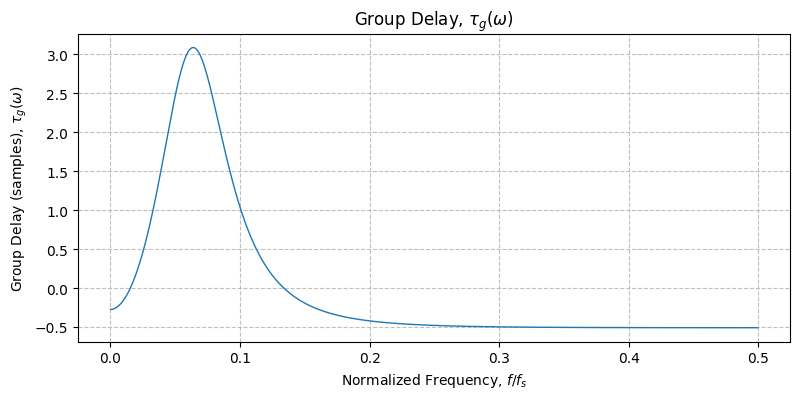 Group Delay, τg(ω)
Group Delay (samples), τg(ω)
3.0
2.5
2.0
1.5
1.0
0.5
0.0
−0.5
0.0 0.1 0.2 0.3 0.4 0.5
Normalized Frequency, f/fs